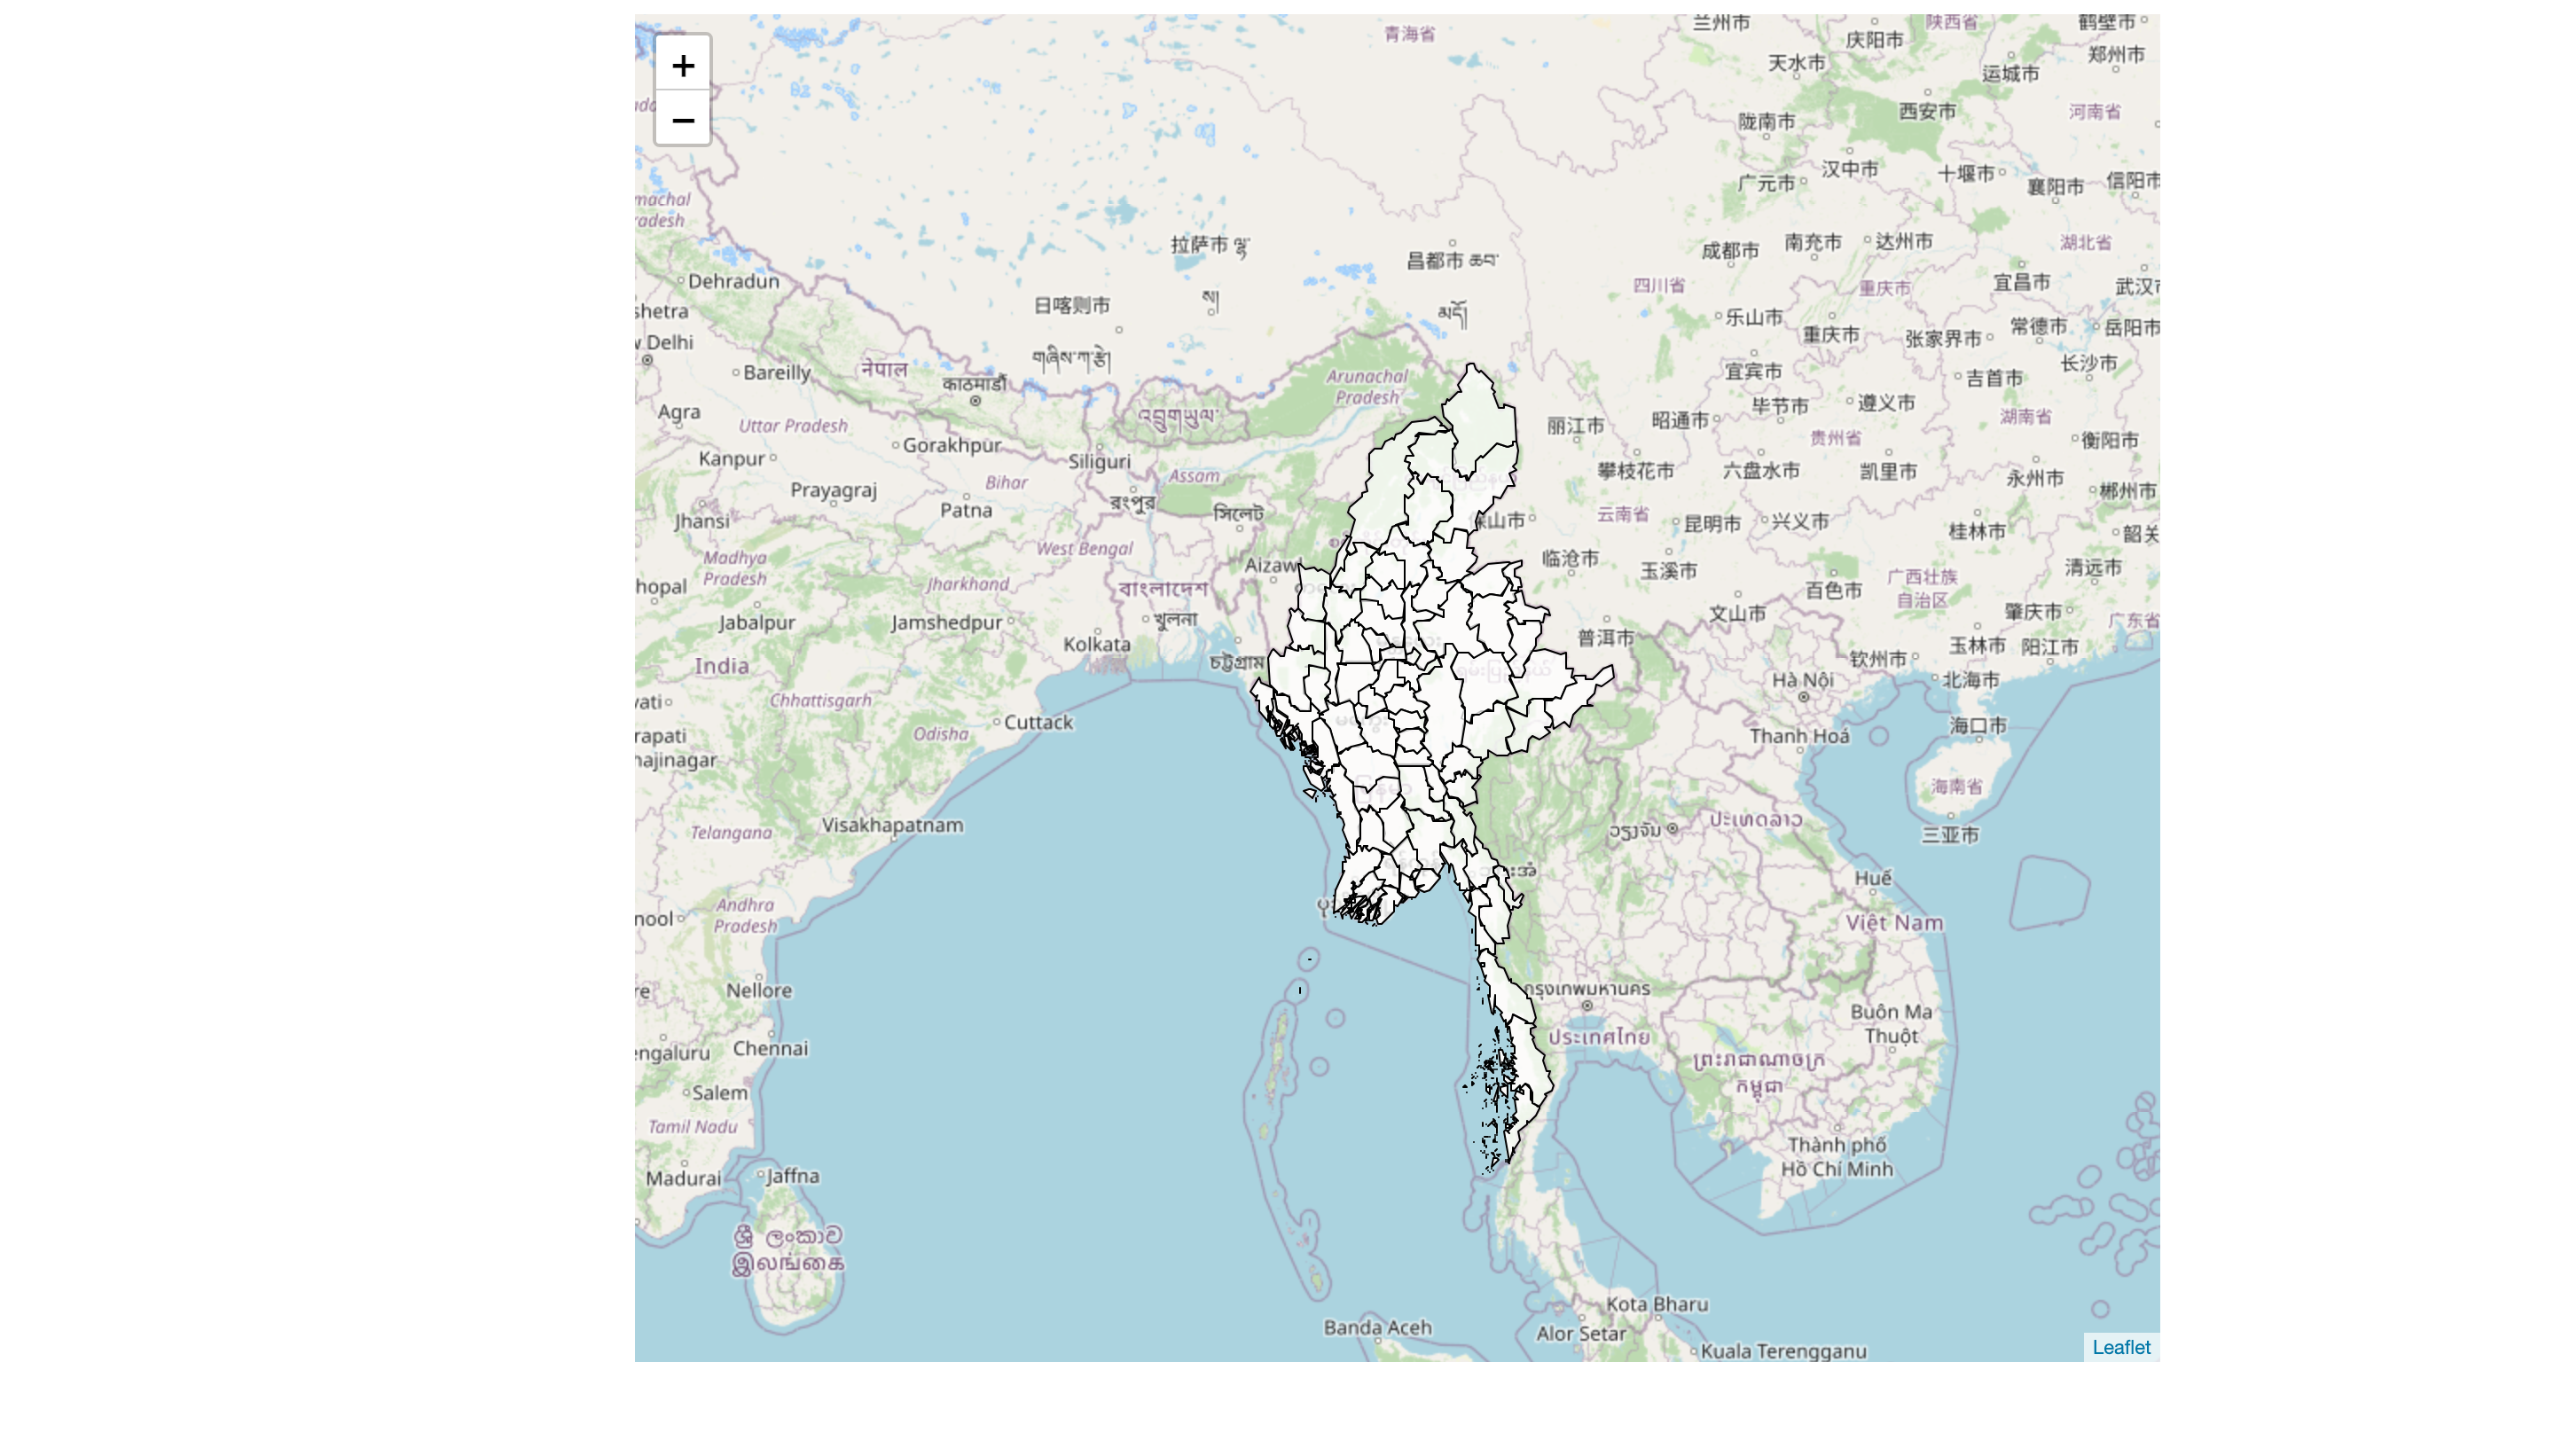 +
−
青海省
兰州市
陕西省
鹤壁市
庆阳市
郑州市
天水市
运城市
西安市
河南省
陇南市
汉中市
十堰市
广元市
襄阳市
信阳市
machal
radesh
拉萨市 ལྷ་
ས།
昌都市 ཆབ་
མདོ།
成都市
南充市
达州市
湖北省
Dehradun
四川省
重庆市
宜昌市
武汉
日喀则市
གཞིས་ཀ་རྩེ།
shetra
乐山市
重庆市
张家界市
常德市
岳阳市
Delhi
Bareilly
नेपाल
काठमाडौँ
Arunachal
Pradesh
宜宾市
吉首市
长沙市
Agra
Uttar Pradesh
འབྲུགཡུལ་
丽江市
昭通市
毕节市
遵义市
湖南省
Gorakhpur
贵州省
衡阳市
Kanpur
Siliguri
Assam
攀枝花市
六盘水市
凯里市
永州市
Bihar
Prayagraj
রংপুর
郴州市
Patna
সিলেট
Jhansi
山市
云南省
昆明市
兴义市
桂林市
韶关
West Bengal
Madhya
Pradesh
Aizaw
临沧市
玉溪市
清远市
hopal
Jharkhand
বাংলাদেশ
百色市
广西壮族
自治区
Jabalpur
Jamshedpur
খুলনা
文山市
肇庆市
广东省
Kolkata
চট্টগ্রাম
普洱市
玉林市
阳江市
India
钦州市
Hà Nội
北海市
Chhattisgarh
vati
Cuttack
海口市
rapati
najinagar
Odisha
Thanh Hoá
海南省
Telangana
Visakhapatnam
ວຽງຈັນ
ປະເທດລາວ
三亚市
Huế
Andhra
Pradesh
nool
Việt Nam
re
Nellore
กรุงเทพมหานคร
Buôn Ma
Thuột
engaluru
Chennai
ประเทศไทย
ព្រះរាជាណាចក្រ
កម្ពុជា
Salem
Tamil Nadu
Thành phố
Hồ Chí Minh
Madurai
Jaffna
ශ්‍රී ලංකාව
இலங்கை
Kota Bharu
Banda Aceh
Alor Setar
Kuala Terengganu
Leaflet